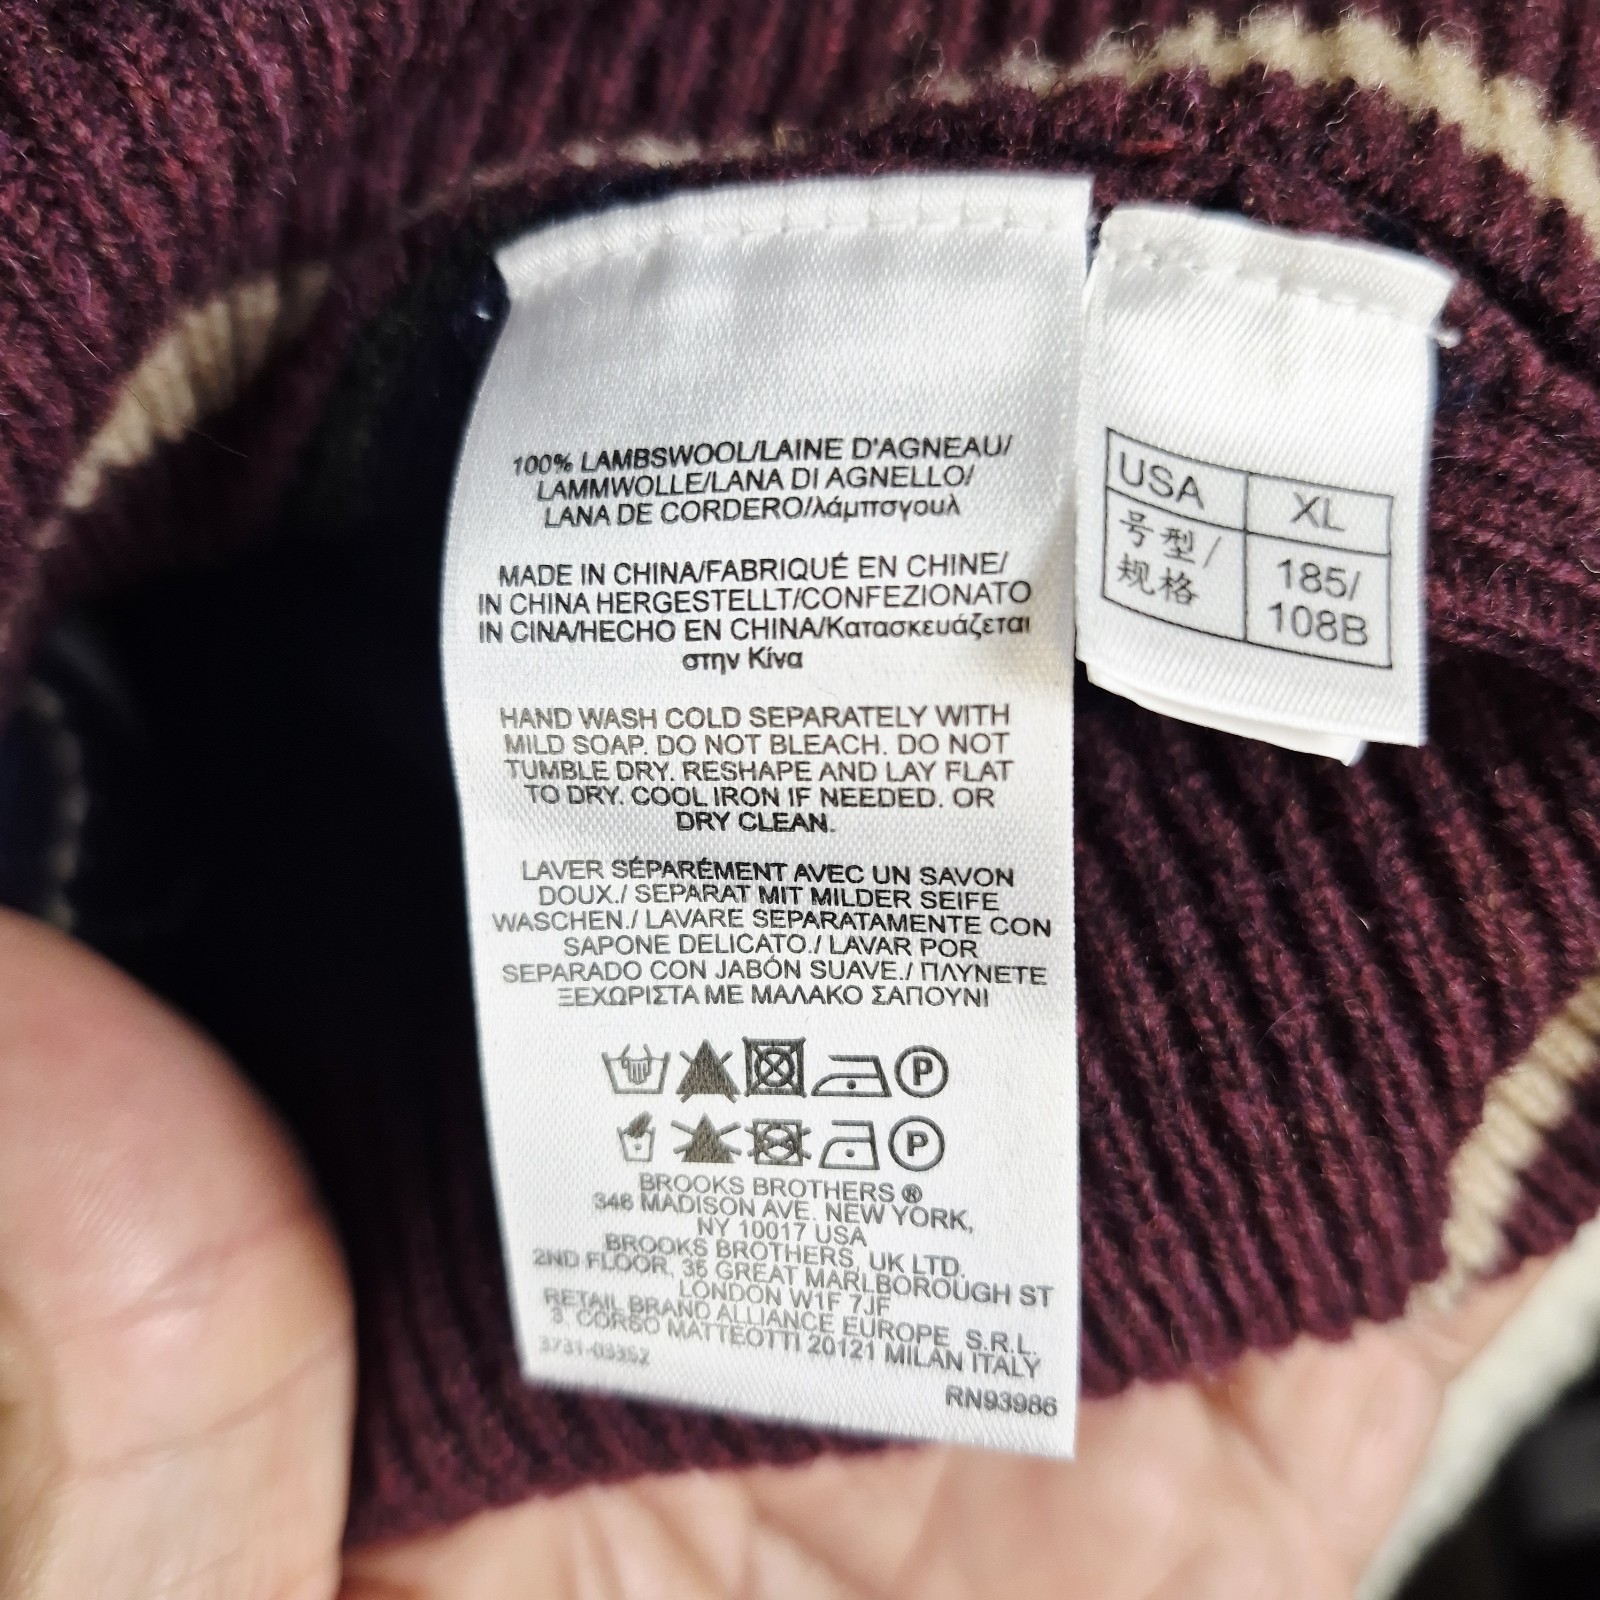 100% LAMBSWOOL/LAINE D'AGNEAU/
LAMMWOLLE/LANA DI AGNELLO/
LANA DE CORDERO/λάμπσγουλ
MADE IN CHINA/FABRIQUÉ EN CHINE/
IN CHINA HERGESTELLT/CONFEZIONATO
IN CINA/HECHO EN CHINA/Κατασκευάζεται
στην Κίνα
HAND WASH COLD SEPARATELY WITH
MILD SOAP. DO NOT BLEACH. DO NOT
TUMBLE DRY. RESHAPE AND LAY FLAT
TO DRY. COOL IRON IF NEEDED. OR
DRY CLEAN.
LAVER SÉPARÉMENT AVEC UN SAVON
DOUX./ SEPARAT MIT MILDER SEIFE
WASCHEN./ LAVARE SEPARATAMENTE CON
SAPONE DELICATO./ LAVAR POR
SEPARADO CON JABÓN SUAVE./ ΠΛΥΝΕΤΕ
ΞΕΧΩΡΙΣΤΑ ΜΕ ΜΑΛΑΚΟ ΣΑΠΟΥΝΙ
P
P
BROOKS BROTHERS ®
346 MADISON AVE. NEW YORK,
NY 10017 USA
BROOKS BROTHERS, UK LTD.
2ND FLOOR, 35 GREAT MARLBOROUGH ST
LONDON W1F 7JF
RETAIL BRAND ALLIANCE EUROPE S.R.L.
3, CORSO MATTEOTTI 20121 MILAN ITALY
3731-03352
RN93986
USA XL
号型/ 185/
规格 108B